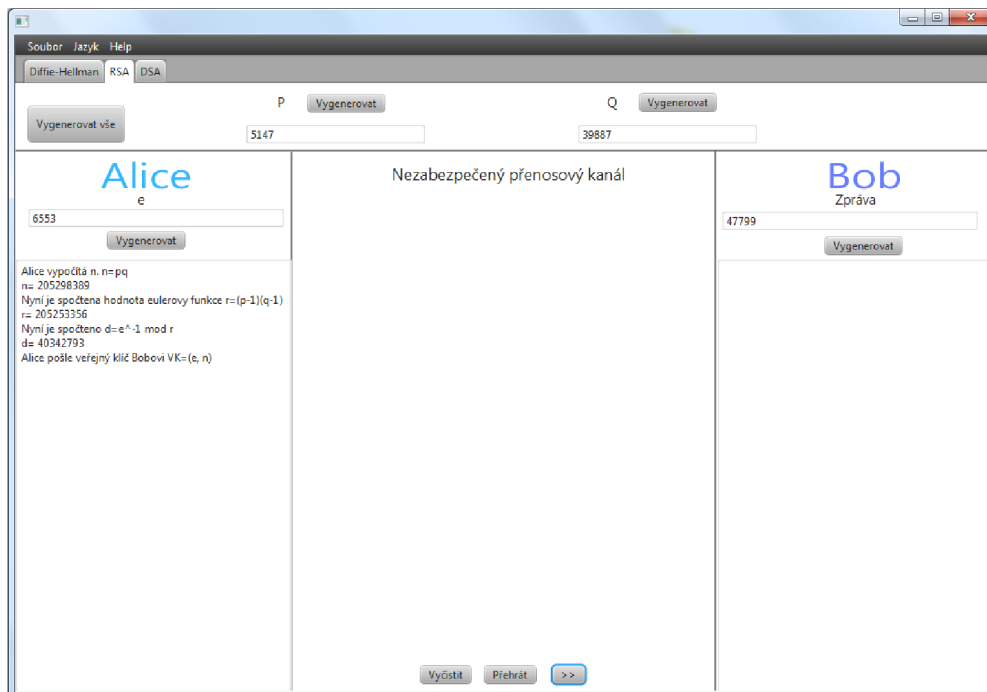 Soubor Jazyk Help
Diffie-Hellman RSA DSA
Vygenerovat vše
P Vygenerovat
5147
Q Vygenerovat
39887
Alice
e
6553
Vygenerovat
Alice vypočítá n. n=pq
n= 205298389
Nyní je spočtena hodnota eulerovy funkce r=(p-1)(q-1)
r= 205253356
Nyní je spočteno d=e^-1 mod r
d= 40342793
Alice pošle veřejný klíč Bobovi VK=(e, n)
Nezabezpečený přenosový kanál
Vyčistit Přehrát >>
Bob
Zpráva
47799
Vygenerovat